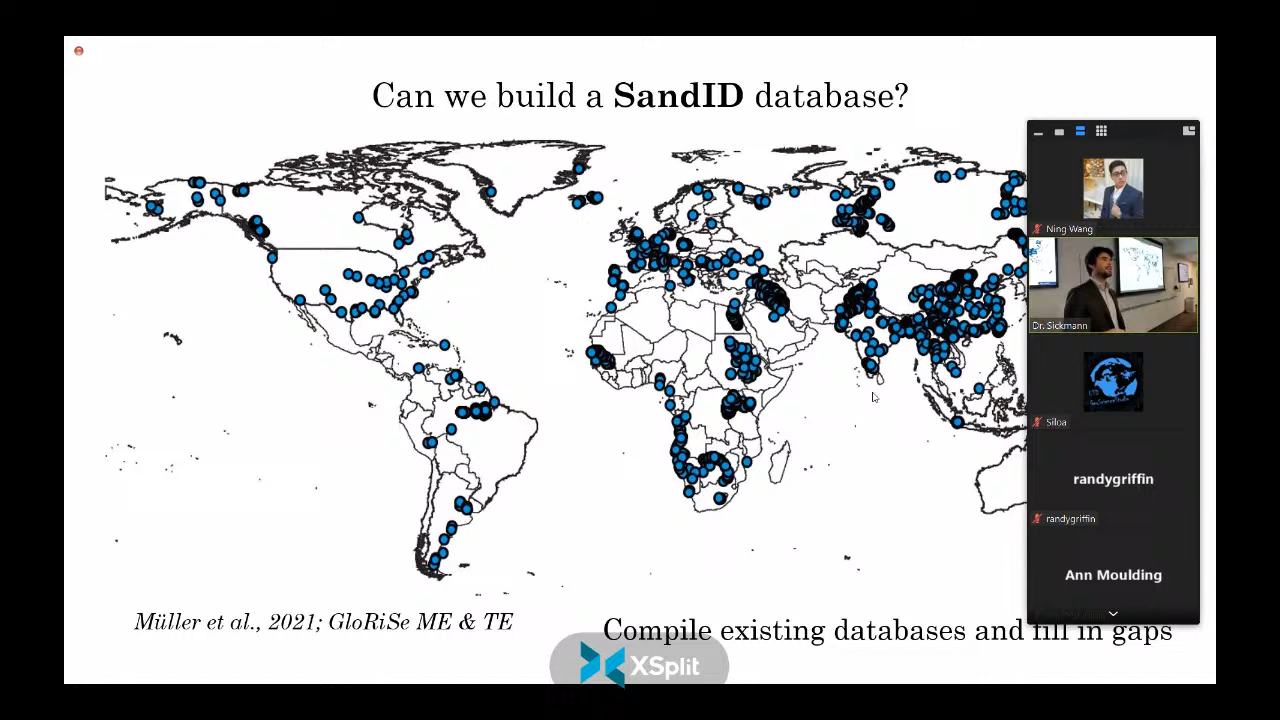 Can we build a SandID database?
Ning Wang
Dr. Sickmann
Siloa
randygriffin
randygriffin
Ann Moulding
Müller et al., 2021; GloRiSe ME & TE
Compile existing databases and fill in gaps
XSplit